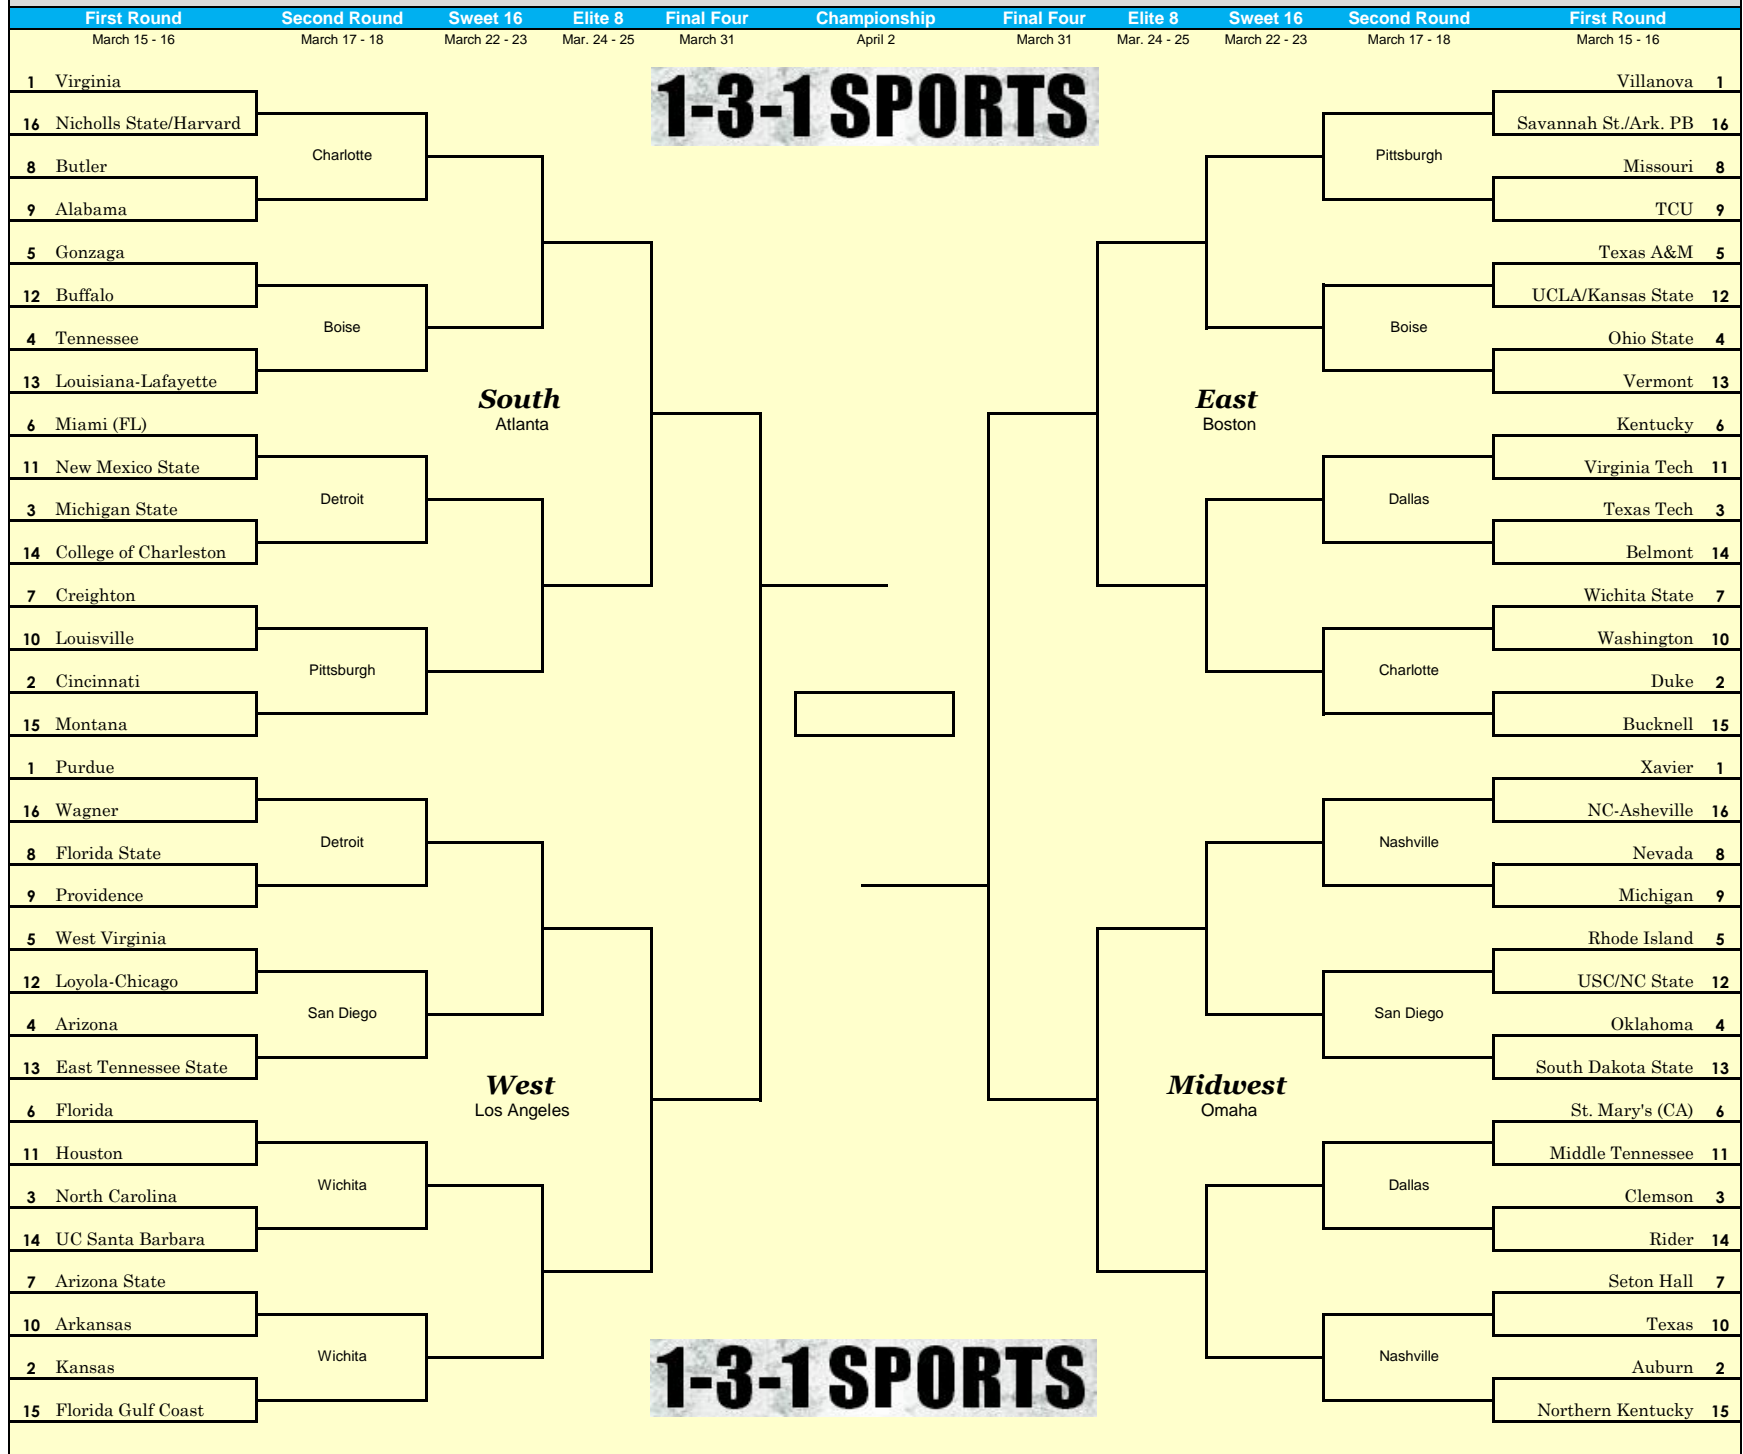 First Round Second Round Sweet 16 Elite 8 Final Four Championship Final Four Elite 8 Sweet 16 Second Round First Round
March 15 - 16 March 17 - 18 March 22 - 23 Mar. 24 - 25 March 31 April 2 March 31 Mar. 24 - 25 March 22 - 23 March 17 - 18 March 15 - 16
1-3-1 SPORTS
1 Virginia
16 Nicholls State/Harvard
Charlotte
8 Butler
9 Alabama
5 Gonzaga
12 Buffalo
Boise
4 Tennessee
13 Louisiana-Lafayette
South
Atlanta
6 Miami (FL)
11 New Mexico State
Detroit
3 Michigan State
14 College of Charleston
7 Creighton
10 Louisville
Pittsburgh
2 Cincinnati
15 Montana
1 Purdue
16 Wagner
Detroit
8 Florida State
9 Providence
5 West Virginia
12 Loyola-Chicago
San Diego
4 Arizona
13 East Tennessee State
West
Los Angeles
6 Florida
11 Houston
Wichita
3 North Carolina
14 UC Santa Barbara
7 Arizona State
10 Arkansas
Wichita
2 Kansas
15 Florida Gulf Coast
Villanova 1
Savannah St./Ark. PB 16
Pittsburgh
Missouri 8
TCU 9
Texas A&M 5
UCLA/Kansas State 12
Boise
Ohio State 4
Vermont 13
East
Boston
Kentucky 6
Virginia Tech 11
Dallas
Texas Tech 3
Belmont 14
Wichita State 7
Washington 10
Charlotte
Duke 2
Bucknell 15
Xavier 1
NC-Asheville 16
Nashville
Nevada 8
Michigan 9
Rhode Island 5
USC/NC State 12
San Diego
Oklahoma 4
South Dakota State 13
Midwest
Omaha
St. Mary's (CA) 6
Middle Tennessee 11
Dallas
Clemson 3
Rider 14
Seton Hall 7
Texas 10
Nashville
Auburn 2
Northern Kentucky 15
1-3-1 SPORTS